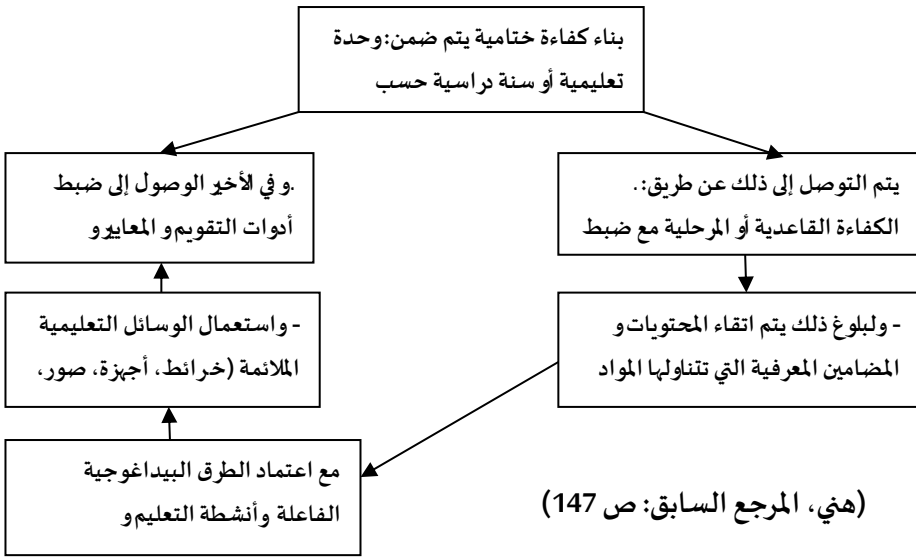 بناء كفاءة ختامية يتم ضمن: وحدة
تعليمية أو سنة دراسية حسب
يتم التوصل إلى ذلك عن طريق: .
الكفاءة القاعدية أو المرحلية مع ضبط
.و في الأخير الوصول إلى ضبط
أدوات التقويم و المعايير و
- ولبلوغ ذلك يتم اتقاء المحتويات و
المضامين المعرفية التي تتناولها المواد
- واستعمال الوسائل التعليمية
الملائمة (خرائط، أجهزة، صور،
مع اعتماد الطرق البيداغوجية
الفاعلة وأنشطة التعليم و
(هني، المرجع السابق: ص 147)